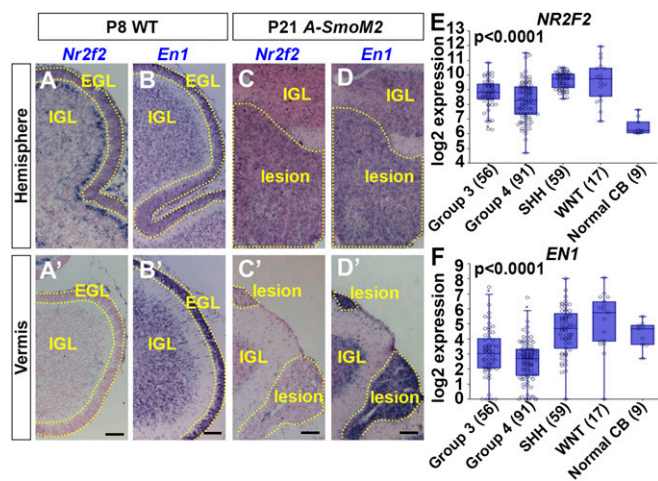 P8 WT
P21 A-SmoM2
Nr2f2
En1
Nr2f2
En1
Hemisphere
A
EGL
IGL
B
EGL
IGL
C
IGL
lesion
D
IGL
lesion
Vermis
A'
EGL
IGL
B'
EGL
IGL
C'
lesion
IGL
lesion
D'
lesion
IGL
lesion
E
NR2F2
p<0.0001
log2 expression
13
12
11
10
9
8
7
6
5
4
Group 3 (56)
Group 4 (91)
SHH (59)
WNT (17)
Normal CB (9)
F
EN1
p<0.0001
log2 expression
9
8
7
6
5
4
3
2
1
0
Group 3 (56)
Group 4 (91)
SHH (59)
WNT (17)
Normal CB (9)